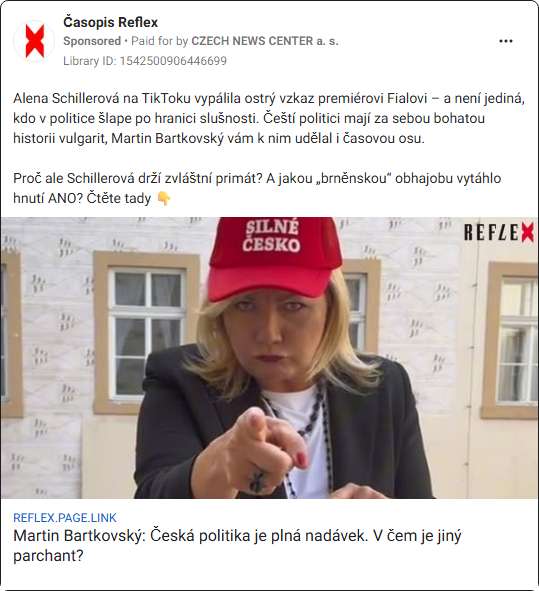 Časopis Reflex
Sponsored • Paid for by CZECH NEWS CENTER a. s.
Library ID: 1542500906446699
Alena Schillerová na TikToku vypálila ostrý vzkaz premiérovi Fialovi – a není jediná,
kdo v politice šlape po hranici slušnosti. Čeští politici mají za sebou bohatou
historii vulgarit, Martin Bartkovský vám k nim udělal i časovou osu.
Proč ale Schillerová drží zvláštní primát? A jakou „brněnskou“ obhajobu vytáhlo
hnutí ANO? Čtěte tady 👇
REFLEX
SILNÉ
ČESKO
REFLEX.PAGE.LINK
Martin Bartkovský: Česká politika je plná nadávek. V čem je jiný
parchant?